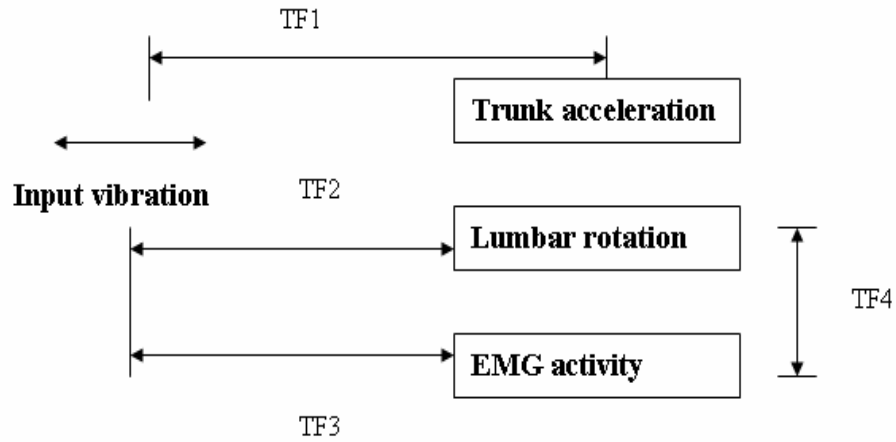 TF1
Trunk acceleration
Input vibration
TF2
Lumbar rotation
TF4
EMG activity
TF3